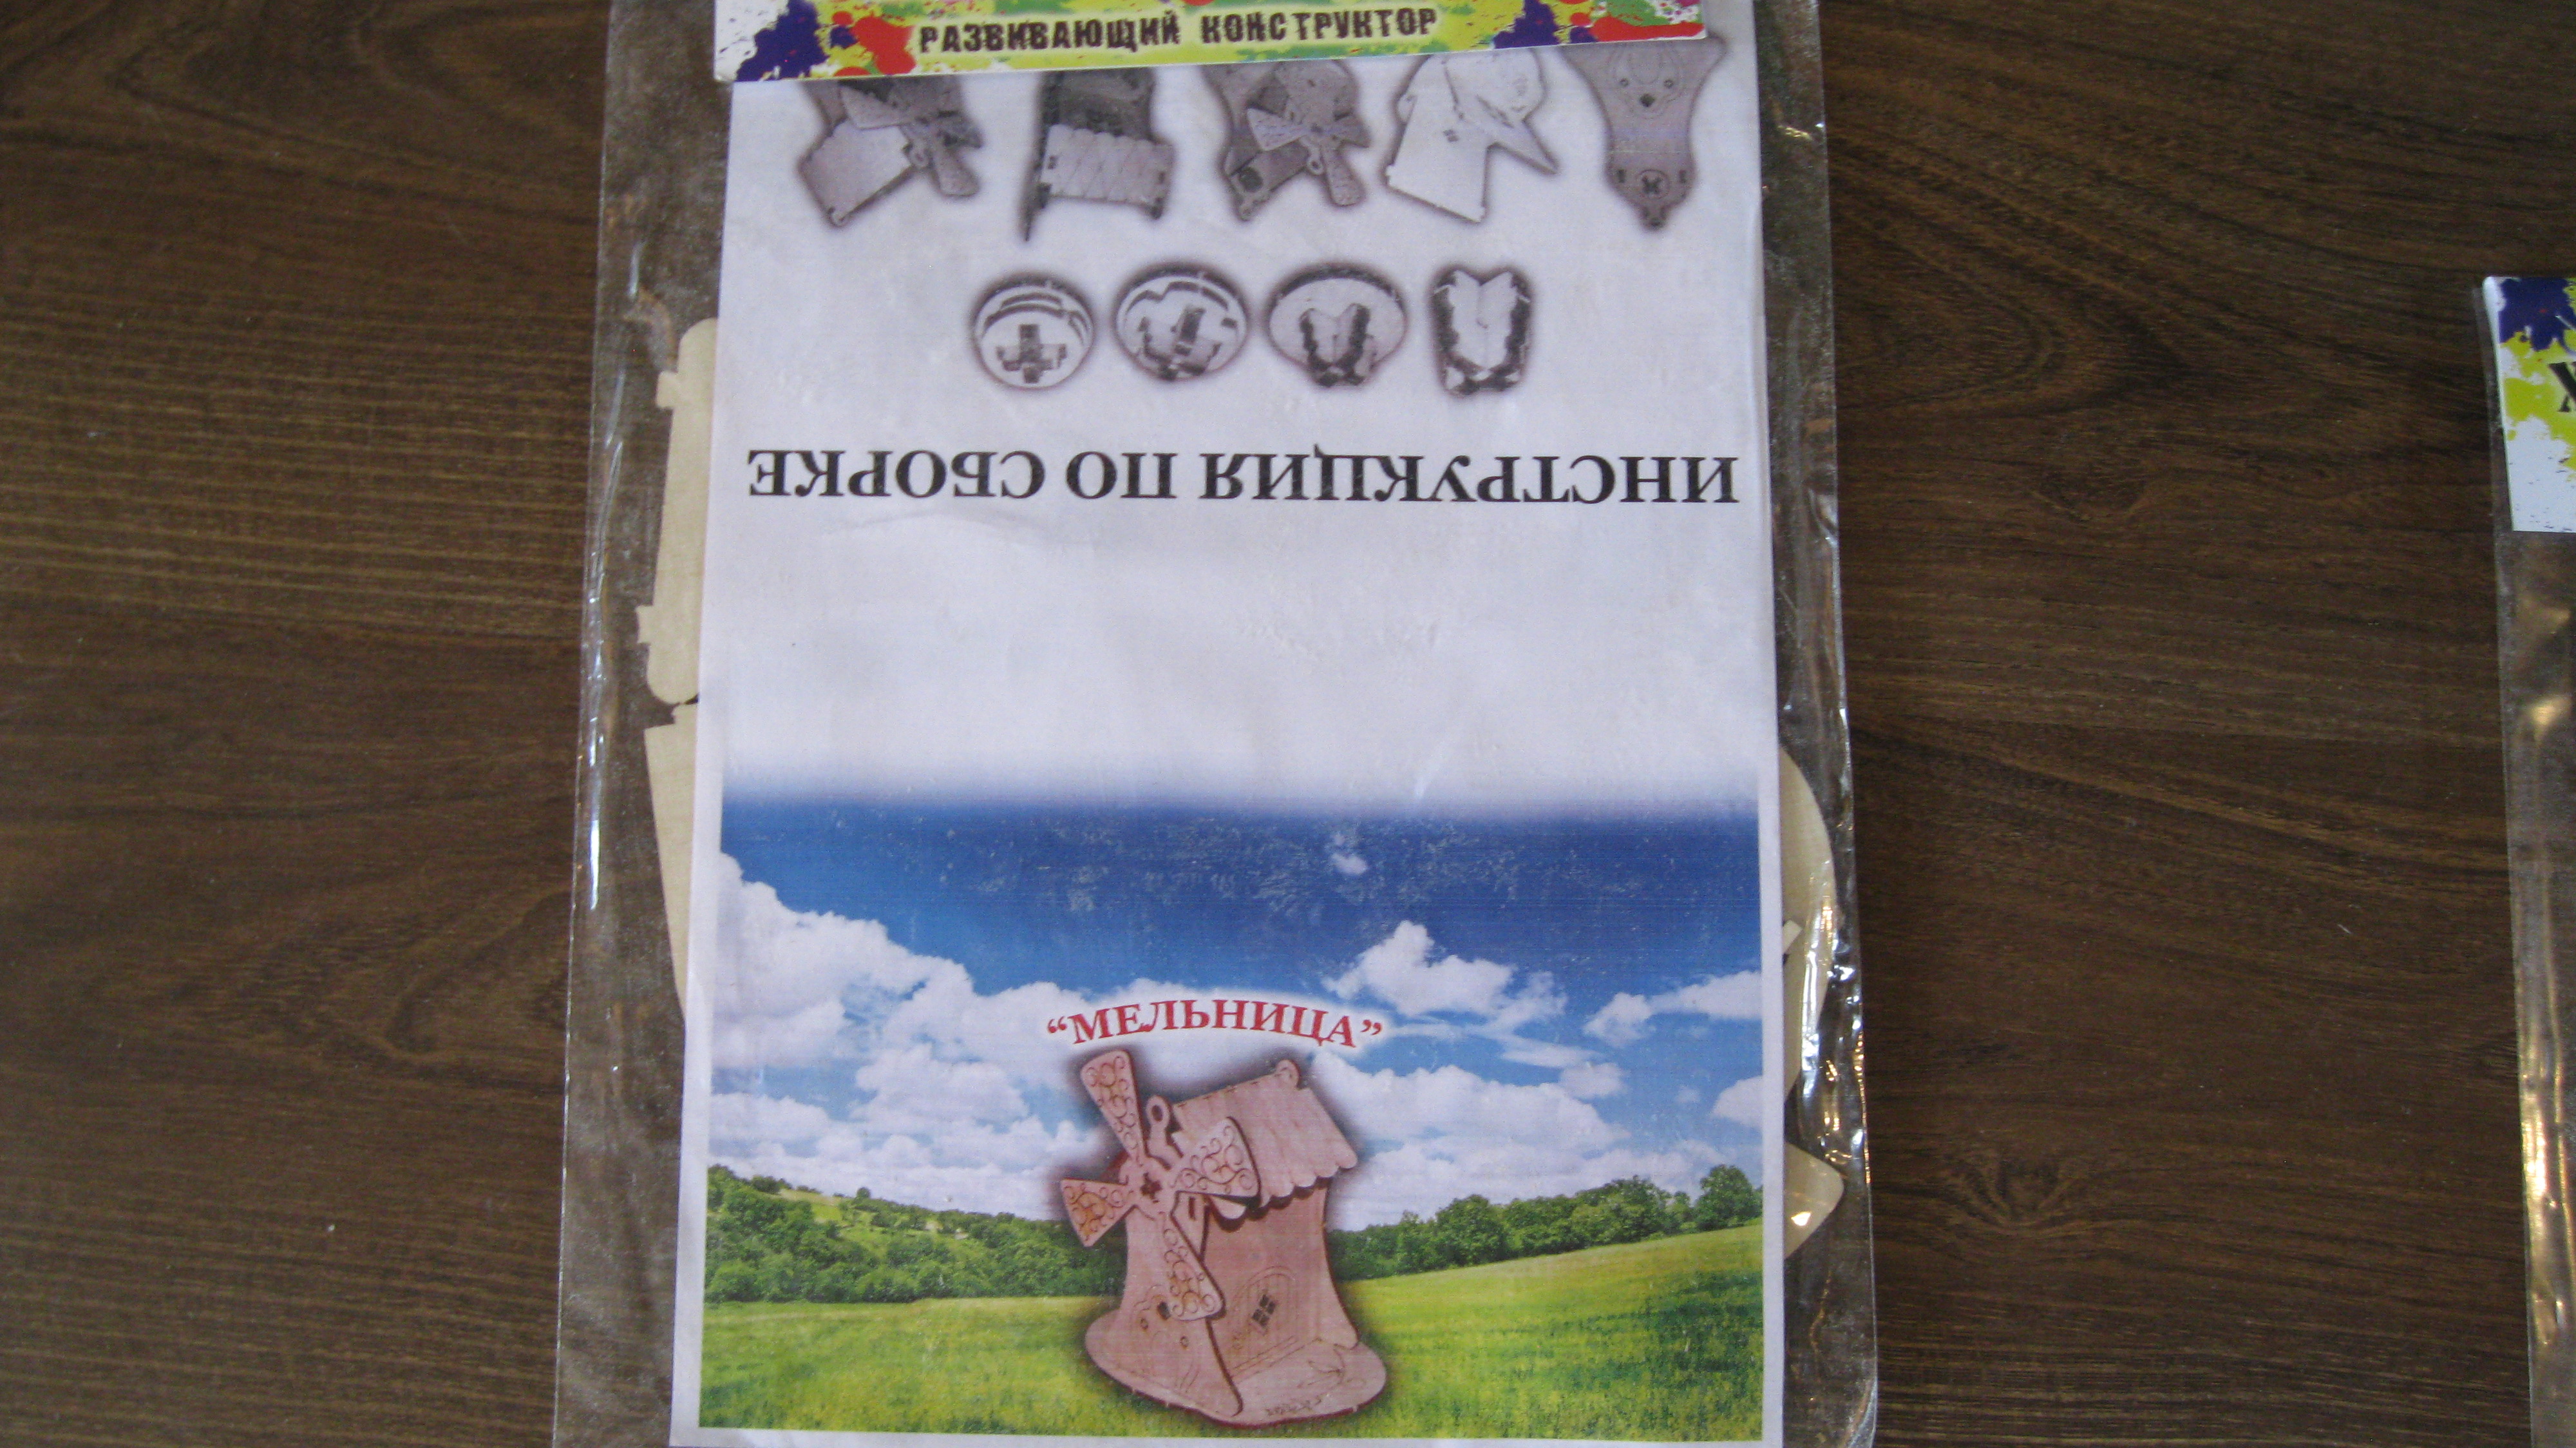 РАЗВИВАЮЩИЙ КОНСТРУКТОР
ИНСТРУКЦИЯ ПО СБОРКЕ
“МЕЛЬНИЦА”